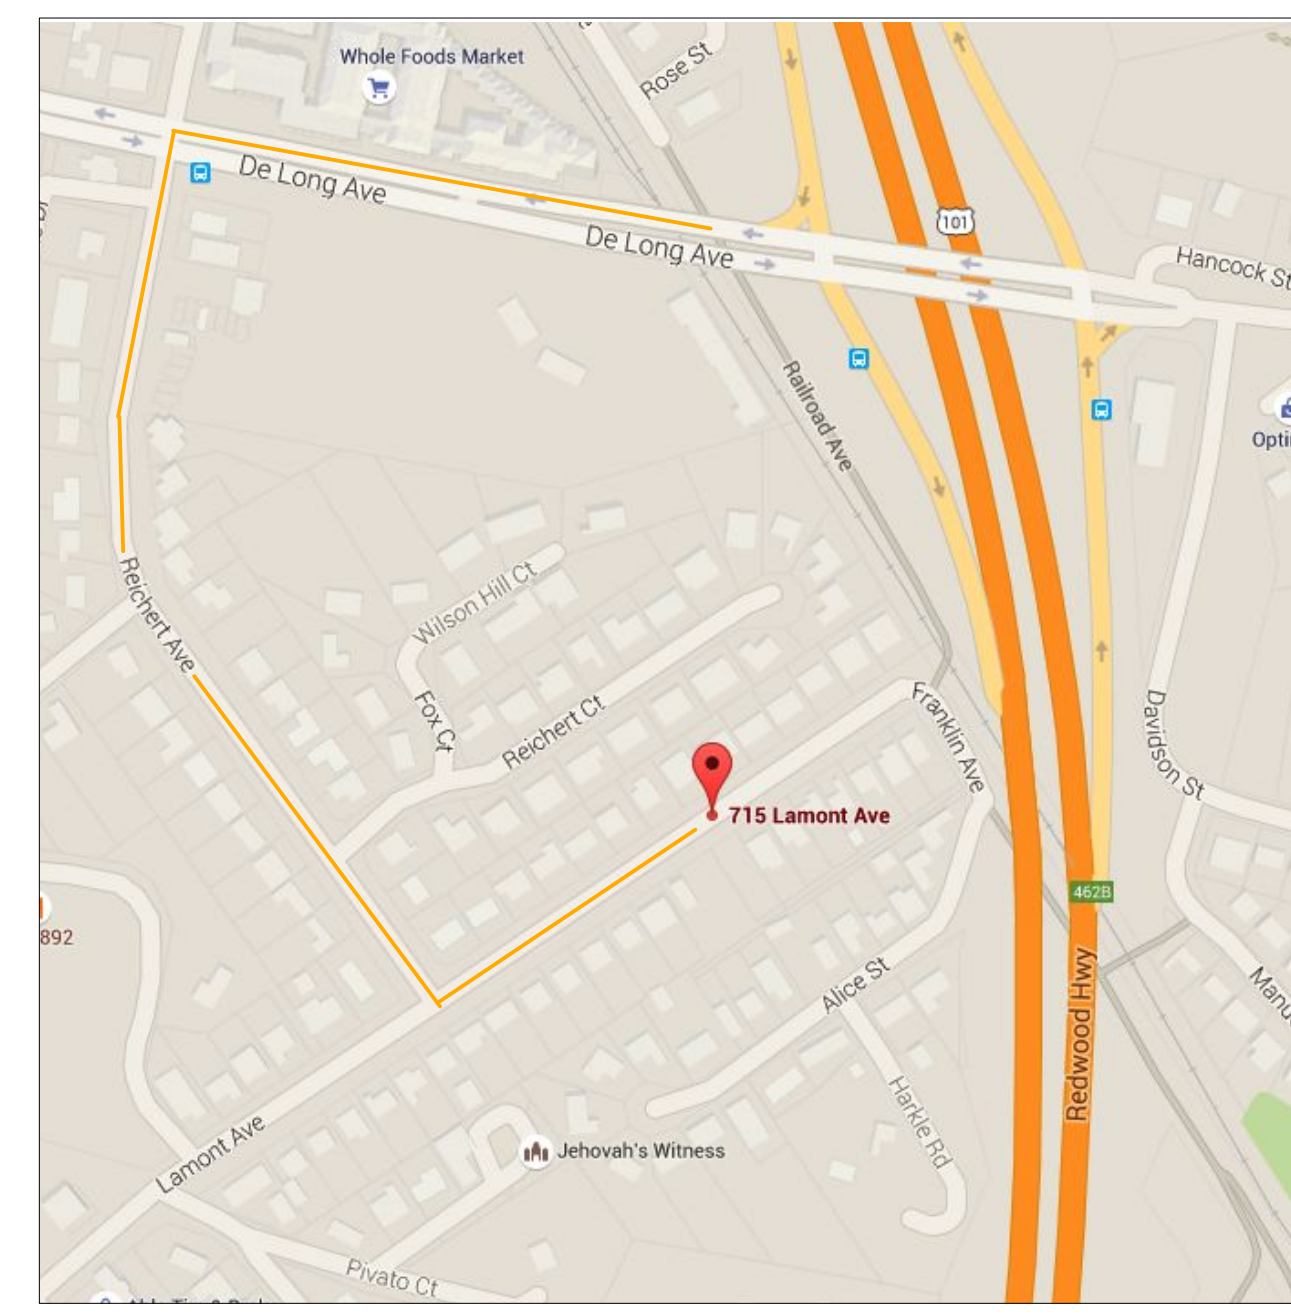 Whole Foods Market
Rose St
De Long Ave
De Long Ave
101
Hancock St
Railroad Ave
Opti
Reichert Ave
Wilson Hill Ct
Fox Ct
Reichert Ct
Franklin Ave
Davidson St
715 Lamont Ave
462B
892
Redwood Hwy
Alice St
Manu
Harkle Rd
Lamont Ave
Jehovah's Witness
Pivato Ct